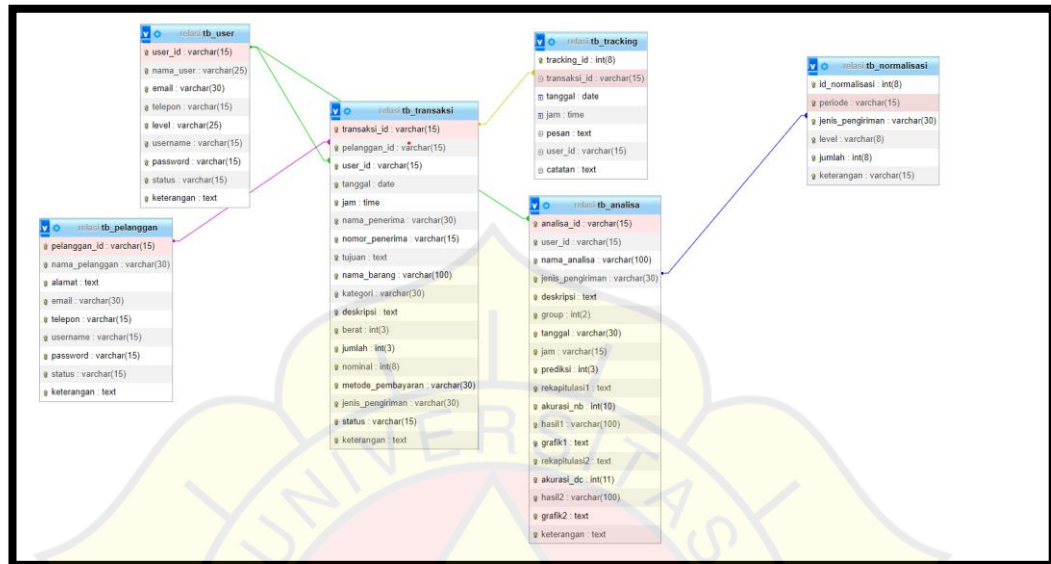 relasi tb_user
user_id : varchar(15)
nama_user : varchar(25)
email : varchar(30)
telepon : varchar(15)
level : varchar(25)
username : varchar(15)
password : varchar(15)
status : varchar(15)
keterangan : text
relasi tb_pelanggan
pelanggan_id : varchar(15)
nama_pelanggan : varchar(30)
alamat : text
email : varchar(30)
telepon : varchar(15)
username : varchar(15)
password : varchar(15)
status : varchar(15)
keterangan : text
relasi tb_transaksi
transaksi_id : varchar(15)
pelanggan_id : varchar(15)
user_id : varchar(15)
tanggal : date
jam : time
nama_penerima : varchar(30)
nomor_penerima : varchar(15)
tujuan : text
nama_barang : varchar(100)
kategori : varchar(30)
deskripsi : text
berat : int(3)
jumlah : int(3)
nominal : int(8)
metode_pembayaran : varchar(30)
jenis_pengiriman : varchar(30)
status : varchar(15)
keterangan : text
relasi tb_tracking
tracking_id : int(8)
transaksi_id : varchar(15)
tanggal : date
jam : time
pesan : text
user_id : varchar(15)
catatan : text
relasi tb_analisa
analisa_id : varchar(15)
user_id : varchar(15)
nama_analisa : varchar(100)
jenis_pengiriman : varchar(30)
deskripsi : text
group : int(2)
tanggal : varchar(30)
jam : varchar(15)
prediksi : int(3)
rekapitulasi1 : text
akurasi_nb : int(10)
hasil1 : varchar(100)
grafik1 : text
rekapitulasi2 : text
akurasi_dc : int(11)
hasil2 : varchar(100)
grafik2 : text
keterangan : text
relasi tb_normalisasi
id_normalisasi : int(8)
periode : varchar(15)
jenis_pengiriman : varchar(30)
level : varchar(8)
jumlah : int(8)
keterangan : varchar(15)
UNIVERSITAS